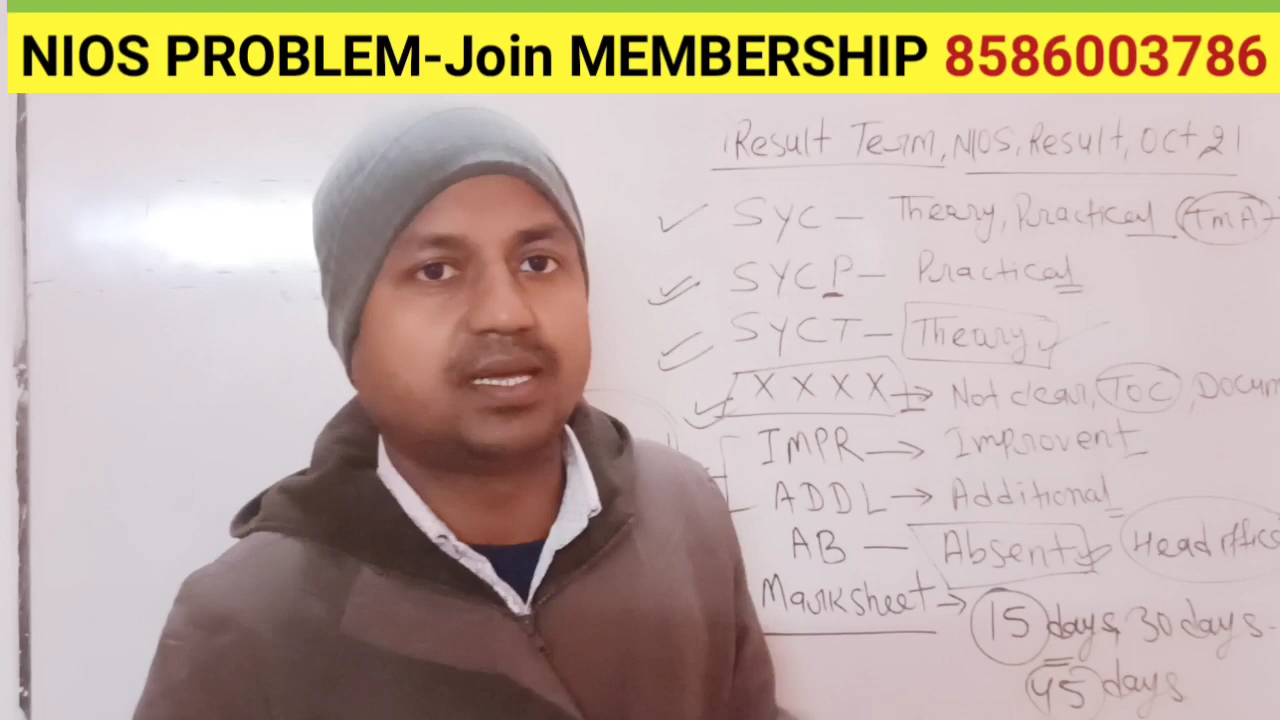 NIOS PROBLEM-Join MEMBERSHIP 8586003786
Result Term, NIOS, Result, Oct 21
SYC - Theory, Practical TMA
SYCP - Practical
SYCT - Theory
X X X X → Not clear, TOC, Docum
IMPR → Improvent
ADDL → Additional
AB - Absent Head office
Marksheet → 15 days, 30 days
45 days